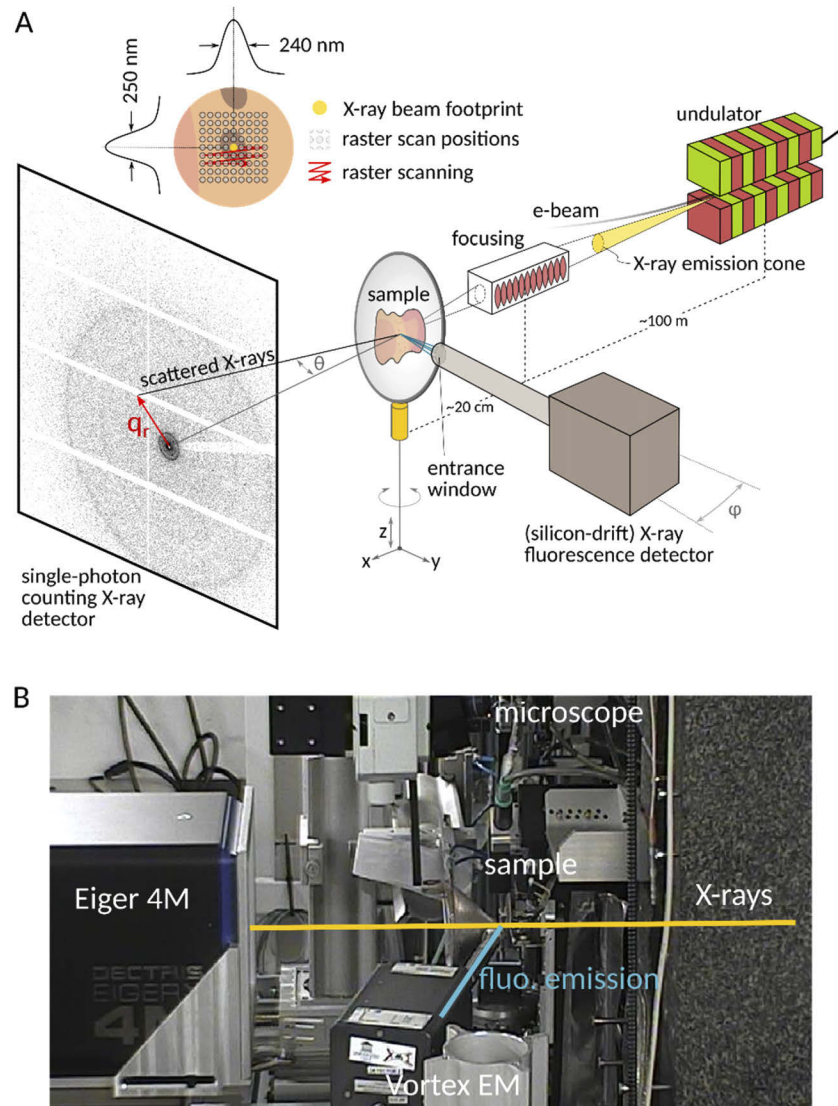 A
240 nm
250 nm
X-ray beam footprint
raster scan positions
raster scanning
undulator
e-beam
focusing
X-ray emission cone
sample
~100 m
scattered X-rays
θ
qr
~20 cm
entrance
window
φ
(silicon-drift) X-ray
fluorescence detector
z
x
y
single-photon
counting X-ray
detector
B
microscope
sample
Eiger 4M
X-rays
fluo. emission
DECTRIS
EIGER
4M
Vortex EM